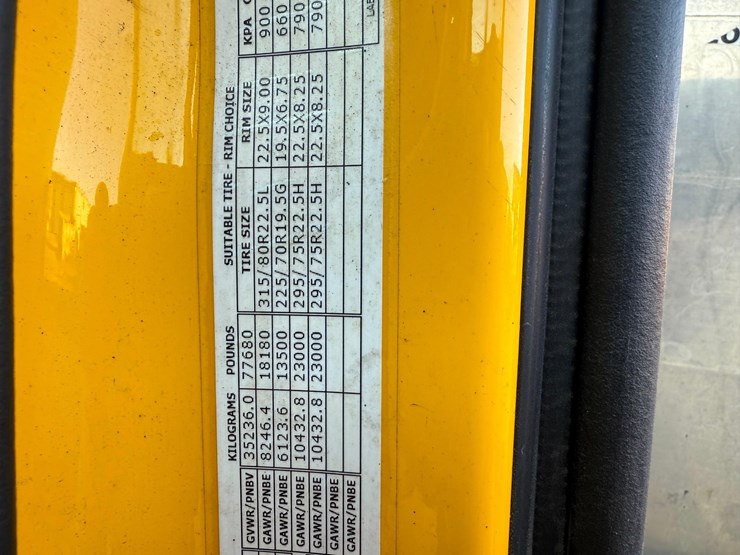 SUITABLE TIRE - RIM CHOICE
KILOGRAMS POUNDS TIRE SIZE RIM SIZE KPA
GVWR/PNBV 35236.0 77680
GAWR/PNBE 8246.4 18180 315/80R22.5L 22.5X9.00 900
GAWR/PNBE 6123.6 13500 225/70R19.5G 19.5X6.75 660
GAWR/PNBE 10432.8 23000 295/75R22.5H 22.5X8.25 790
GAWR/PNBE 10432.8 23000 295/75R22.5H 22.5X8.25 790
GAWR/PNBE
GAWR/PNBE